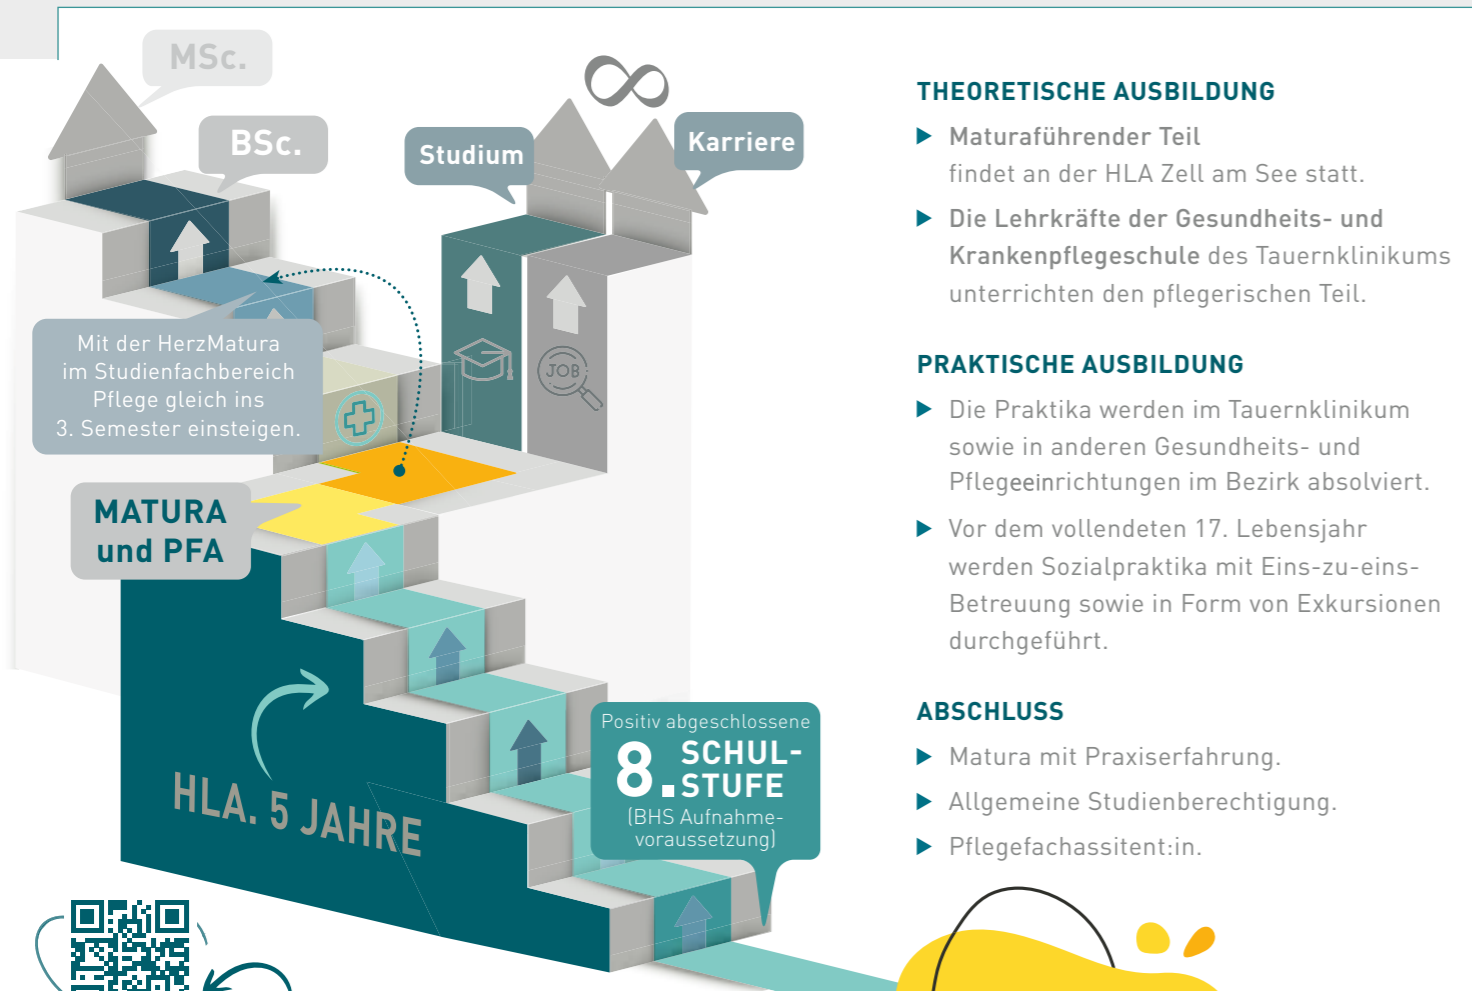 MSc.
BSc.
Studium
Karriere
Mit der HerzMatura
im Studienfachbereich
Pflege gleich ins
3. Semester einsteigen.
JOB
MATURA
und PFA
HLA. 5 JAHRE
Positiv abgeschlossene
8. SCHUL-
STUFE
(BHS Aufnahme-
voraussetzung)
THEORETISCHE AUSBILDUNG
Maturaführender Teil
findet an der HLA Zell am See statt.
Die Lehrkräfte der Gesundheits- und
Krankenpflegeschule des Tauernklinikums
unterrichten den pflegerischen Teil.
PRAKTISCHE AUSBILDUNG
Die Praktika werden im Tauernklinikum
sowie in anderen Gesundheits- und
Pflegeeinrichtungen im Bezirk absolviert.
Vor dem vollendeten 17. Lebensjahr
werden Sozialpraktika mit Eins-zu-eins-
Betreuung sowie in Form von Exkursionen
durchgeführt.
ABSCHLUSS
Matura mit Praxiserfahrung.
Allgemeine Studienberechtigung.
Pflegefachassitent:in.